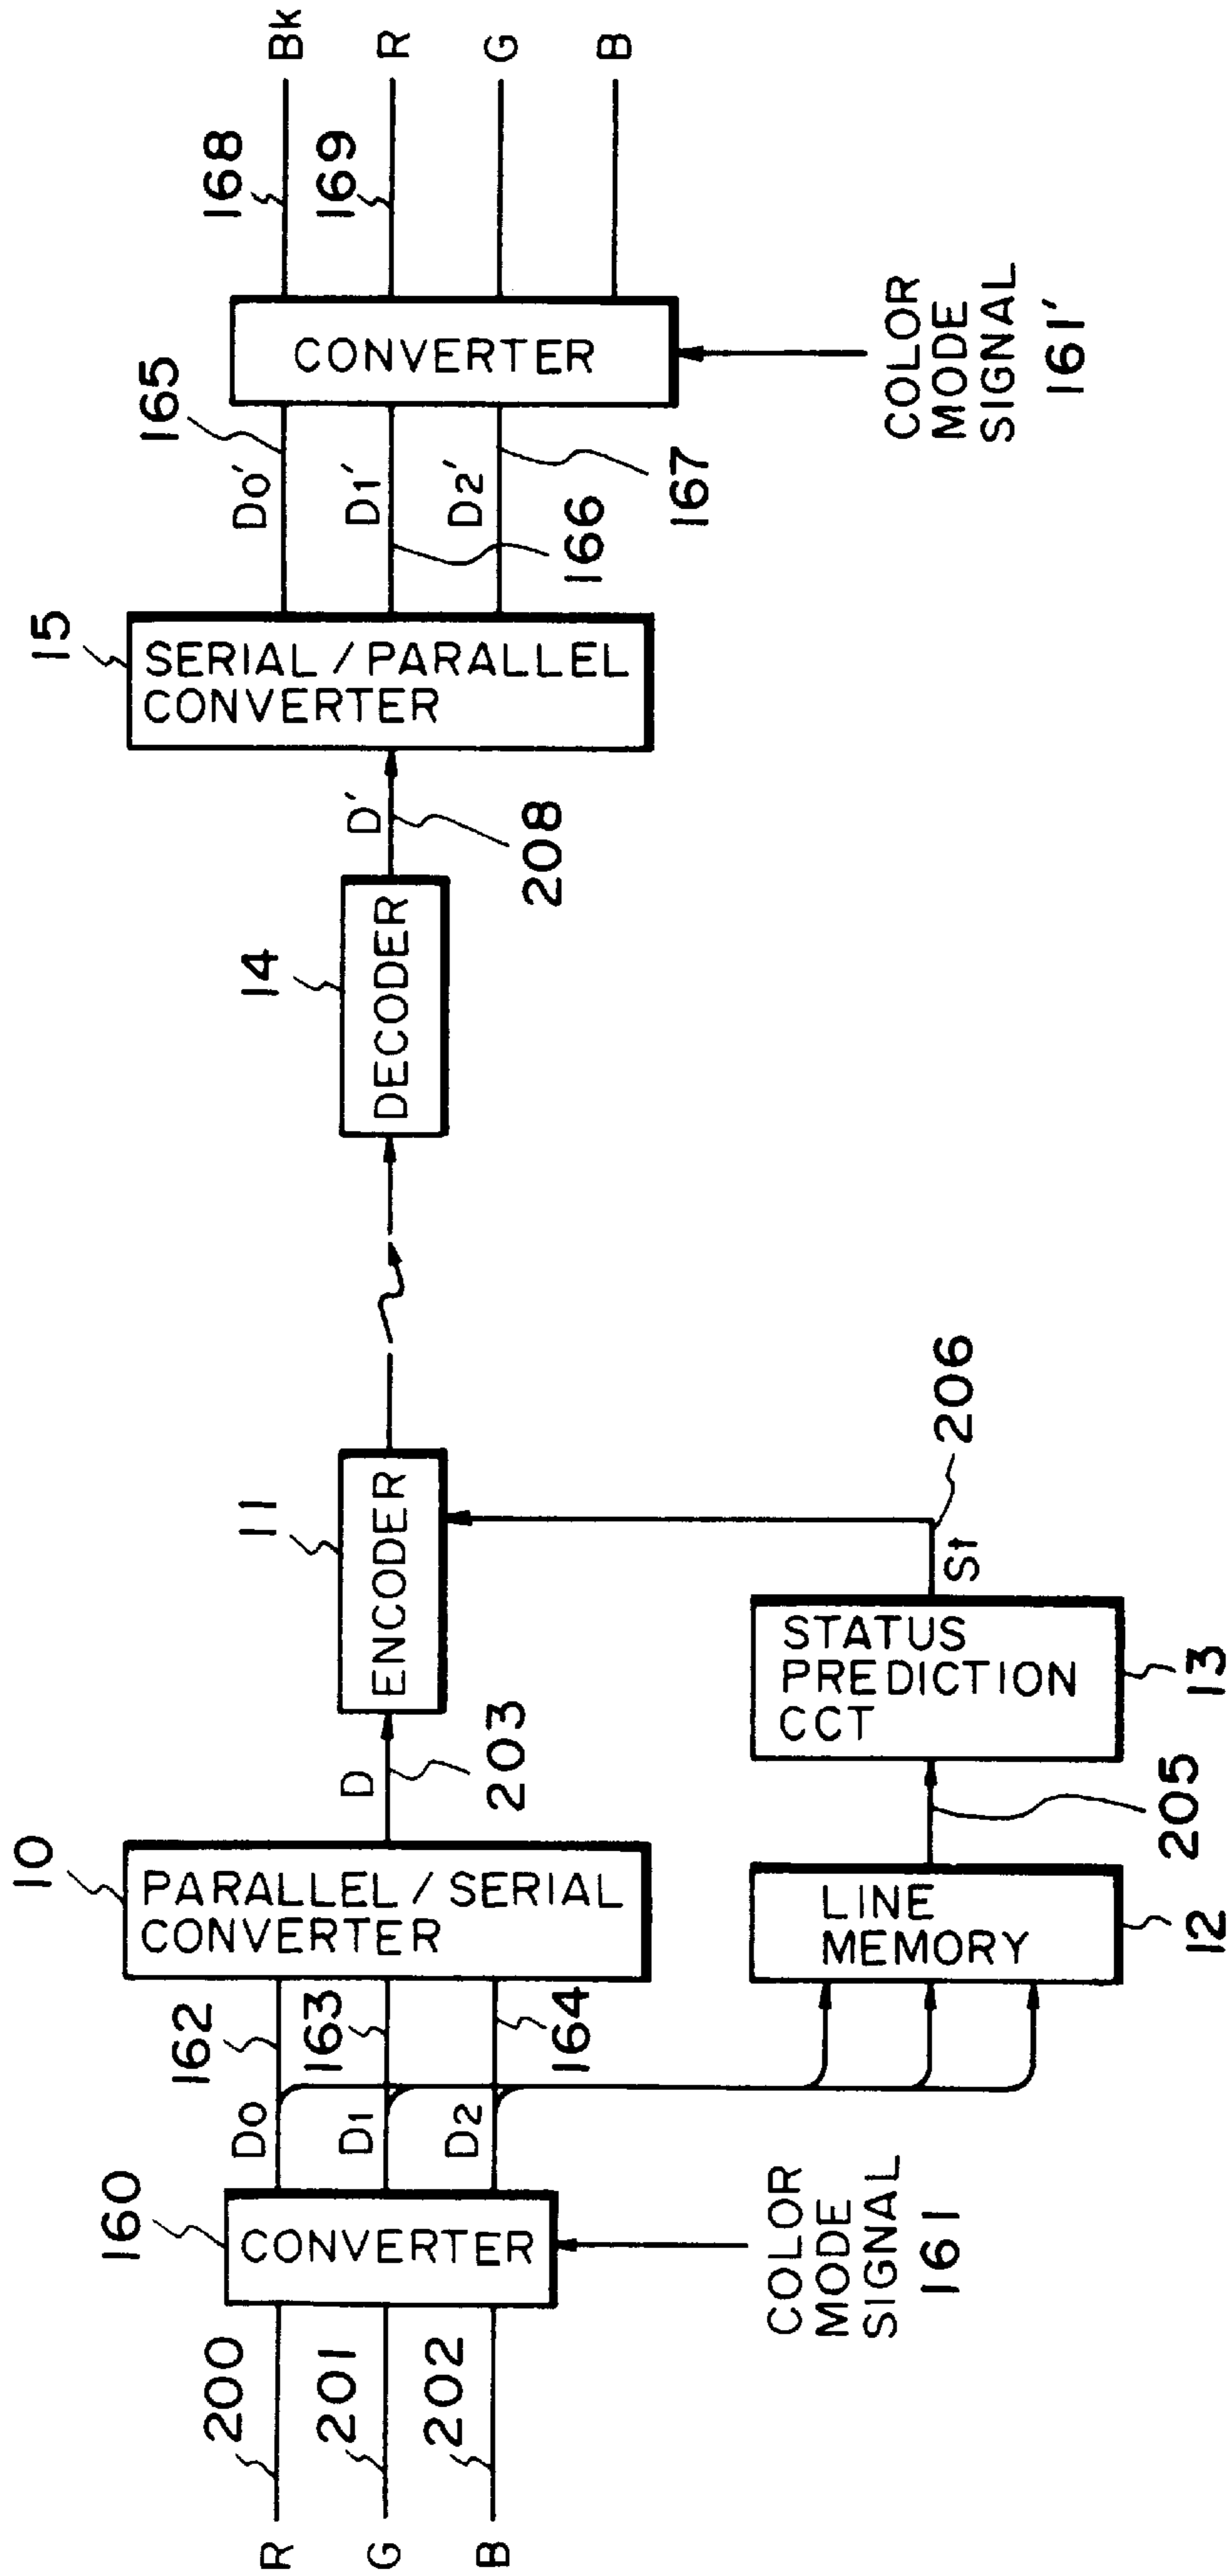 R
G
B
200
201
202
160
CONVERTER
COLOR
MODE
SIGNAL
161
D0
D1
D2
162
163
164
10
PARALLEL / SERIAL
CONVERTER
LINE
MEMORY
12
205
D
203
11
ENCODER
STATUS
PREDICTION
CCT
13
St
206
14
DECODER
D'
208
15
SERIAL / PARALLEL
CONVERTER
D0'
D1'
D2'
165
166
167
CONVERTER
COLOR
MODE
SIGNAL
161'
168
169
Bk
R
G
B